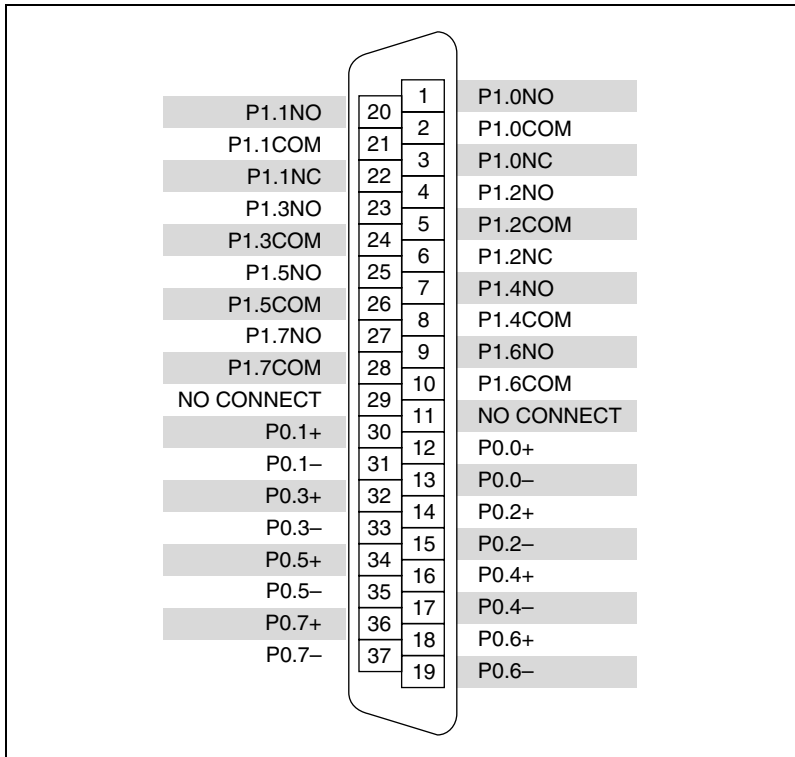 1 P1.0NO
P1.1NO 20
2 P1.0COM
P1.1COM 21
3 P1.0NC
P1.1NC 22
4 P1.2NO
P1.3NO 23
5 P1.2COM
P1.3COM 24
6 P1.2NC
P1.5NO 25
7 P1.4NO
P1.5COM 26
8 P1.4COM
P1.7NO 27
9 P1.6NO
P1.7COM 28
10 P1.6COM
NO CONNECT 29
11 NO CONNECT
P0.1+ 30
12 P0.0+
P0.1– 31
13 P0.0–
P0.3+ 32
14 P0.2+
P0.3– 33
15 P0.2–
P0.5+ 34
16 P0.4+
P0.5– 35
17 P0.4–
P0.7+ 36
18 P0.6+
P0.7– 37
19 P0.6–